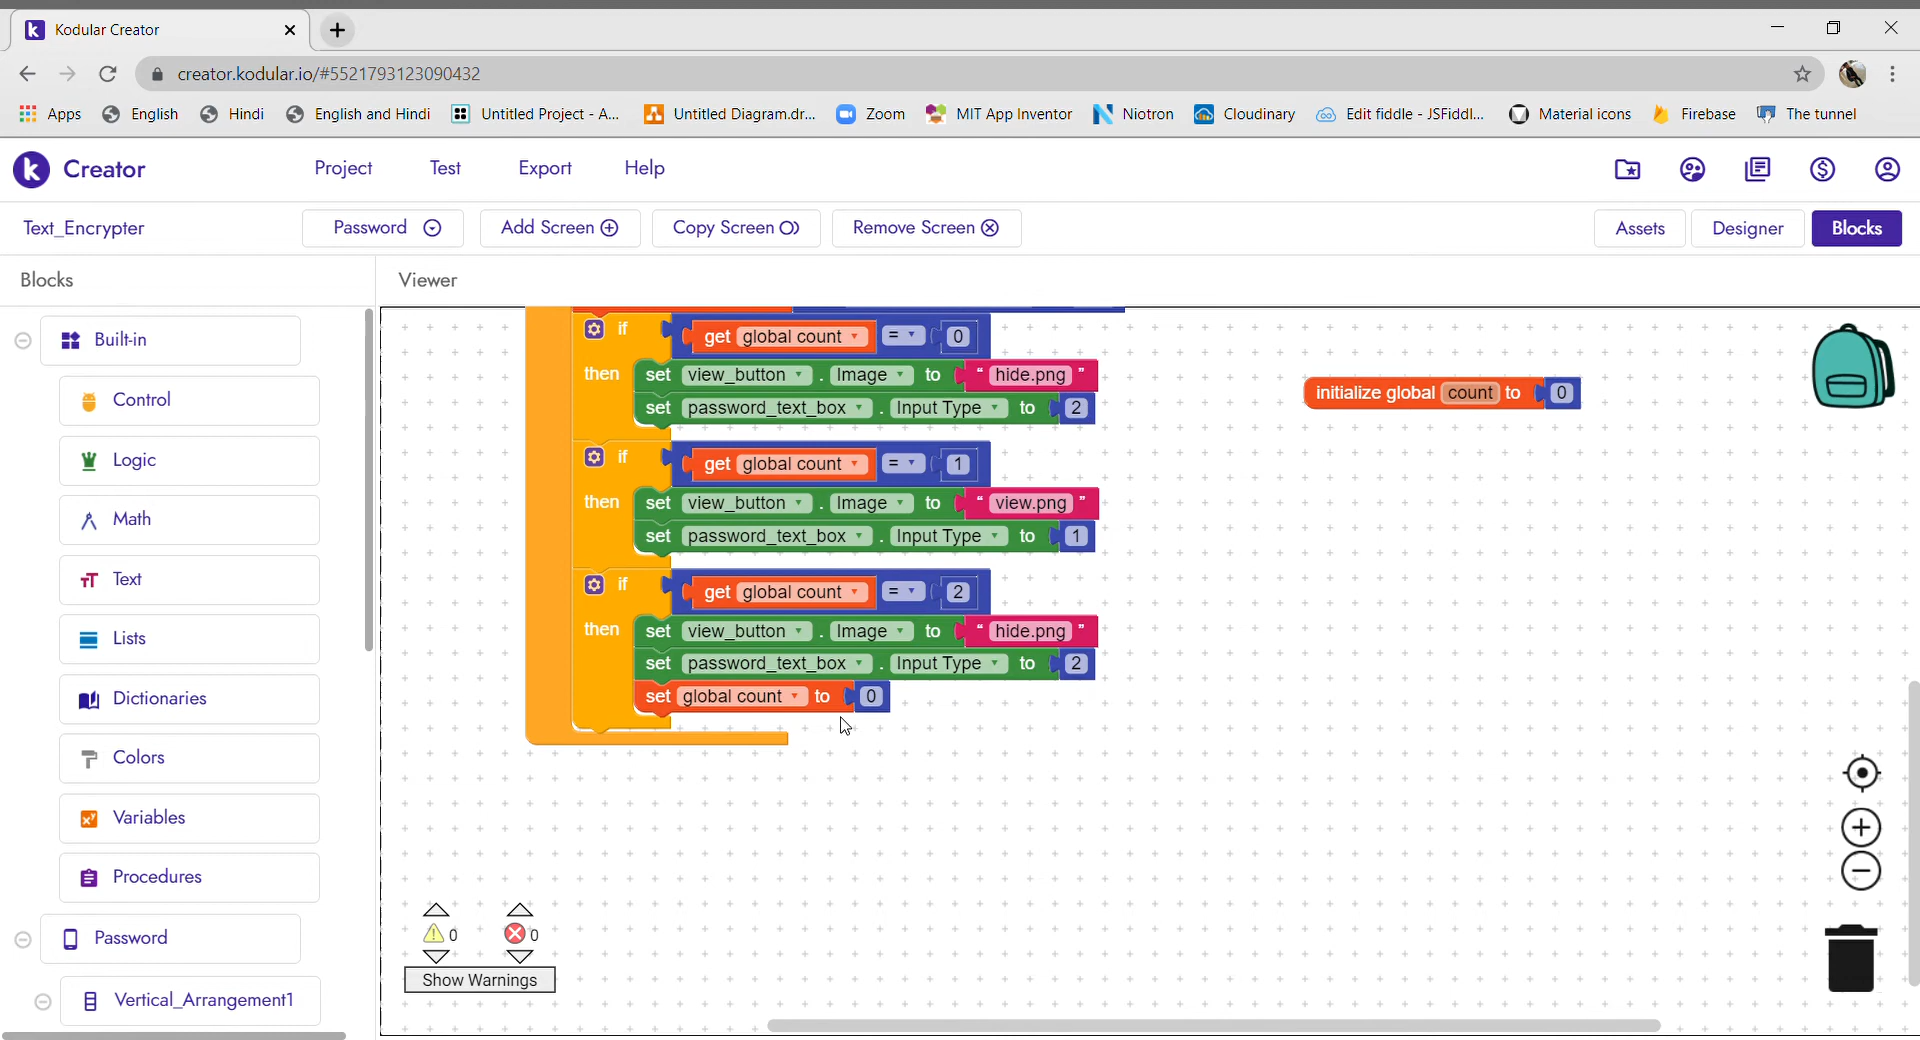 Kodular Creator
creator.kodular.io/#5521793123090432
Apps English Hindi English and Hindi Untitled Project - A... Untitled Diagram.dr... Zoom MIT App Inventor Niotron Cloudinary Edit fiddle - JSFiddl... Material icons Firebase The tunnel
k Creator Project Test Export Help
Text_Encrypter Password Add Screen Copy Screen Remove Screen Assets Designer Blocks
Blocks Viewer
Built-in
Control
Logic
Math
Text
Lists
Dictionaries
Colors
Variables
Procedures
Password
Vertical_Arrangement1
if get global count = 0
then set view_button . Image to " hide.png "
set password_text_box . Input Type to 2
if get global count = 1
then set view_button . Image to " view.png "
set password_text_box . Input Type to 1
if get global count = 2
then set view_button . Image to " hide.png "
set password_text_box . Input Type to 2
set global count to 0
initialize global count to 0
0 0
Show Warnings